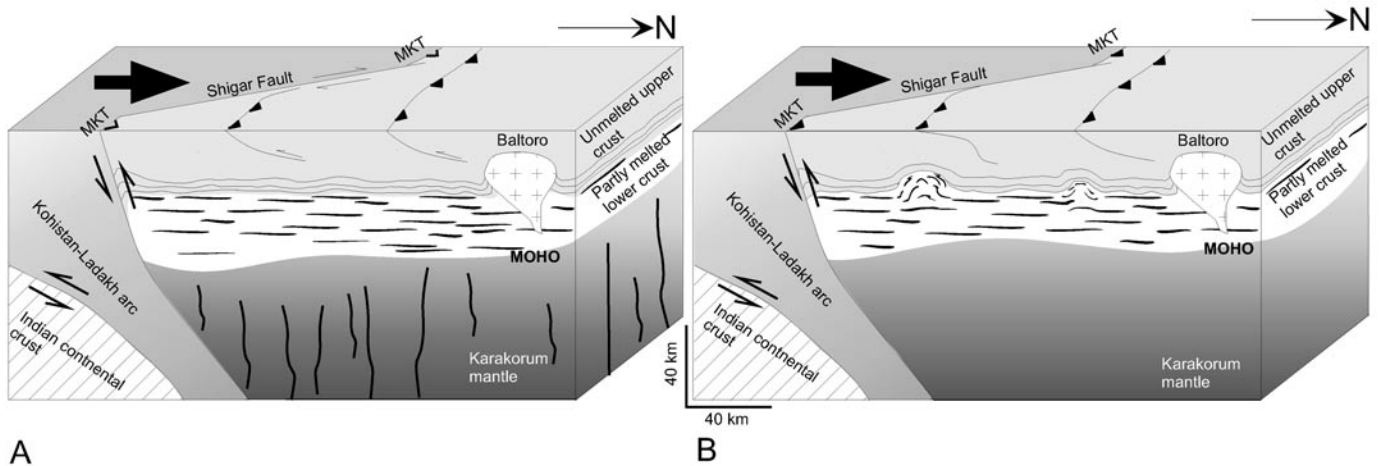 N
MKT
Shigar Fault
MKT
Unmelted upper
crust
Baltoro
Partly melted
lower crust
MOHO
Kohistan-Ladakh arc
Indian contnental
crust
Karakorum
mantle
A
40 km
40 km
N
MKT
Shigar Fault
MKT
Unmelted upper
crust
Baltoro
Partly melted
lower crust
MOHO
Kohistan-Ladakh arc
Indian contnental
crust
Karakorum
mantle
B